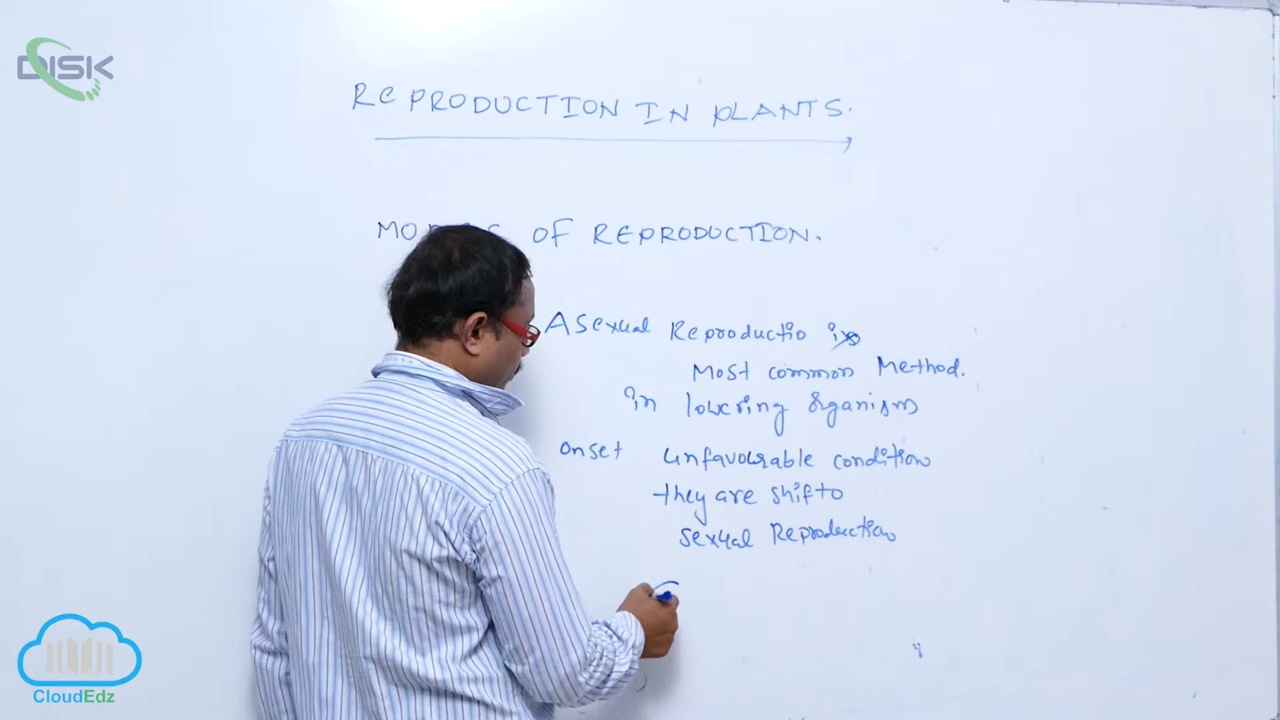 DISK
REPRODUCTION IN PLANTS.
OF REPRODUCTION.
Asexual Reproductio is
Most common Method.
in lowering organism
onset unfavourable condition
they are shift to
sexual Reproduction
CloudEdz